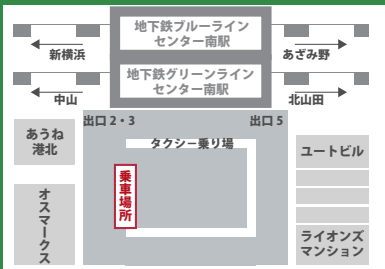 地下鉄ブルーライン
センター南駅
新横浜
あざみ野
地下鉄グリーンライン
センター南駅
中山
北山田
出口2・3
出口5
あうね
港北
タクシー乗り場
ユートビル
乗車場所
オスマークス
ライオンズ
マンション